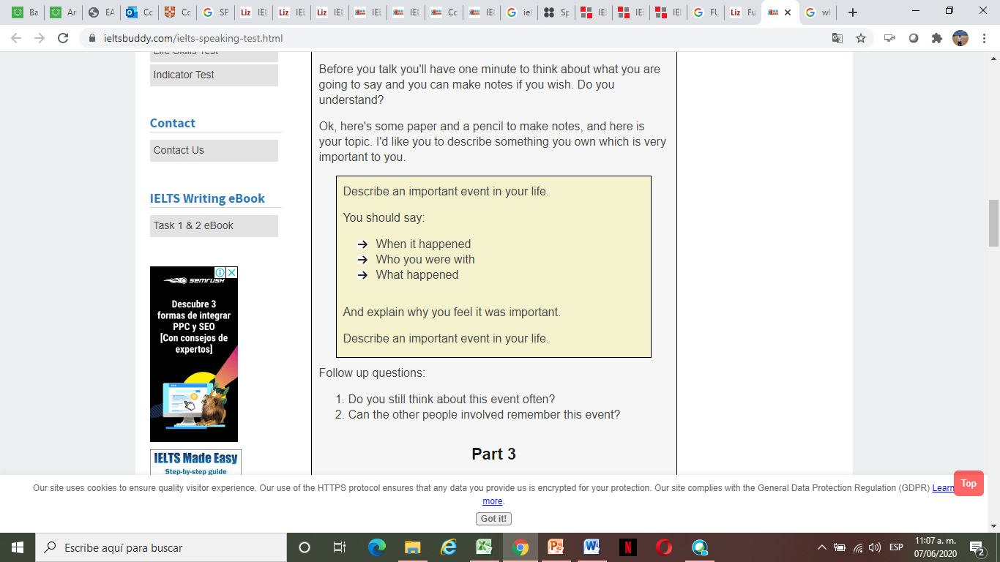 Ba
Ar
EA
Cc
Cc
SP
Liz
IEL
Liz
IEL
Liz
IEL
IEL
IEL
Cc
IEL
iel
Sp
IEl
IEl
IEl
FU
Liz
Fu
wl
ieltsbuddy.com/ielts-speaking-test.html
Life Skills Test
Indicator Test
Contact
Contact Us
IELTS Writing eBook
Task 1 & 2 eBook
semrush
Descubre 3
formas de integrar
PPC y SEO
[Con consejos de
expertos]
IELTS Made Easy
Step-by-step guide
Before you talk you'll have one minute to think about what you are
going to say and you can make notes if you wish. Do you
understand?
Ok, here's some paper and a pencil to make notes, and here is
your topic. I'd like you to describe something you own which is very
important to you.
Describe an important event in your life.
You should say:
When it happened
Who you were with
What happened
And explain why you feel it was important.
Describe an important event in your life.
Follow up questions:
1. Do you still think about this event often?
2. Can the other people involved remember this event?
Part 3
Top
Our site uses cookies to ensure quality visitor experience. Our use of the HTTPS protocol ensures that any data you provide us is encrypted for your protection. Our site complies with the General Data Protection Regulation (GDPR) Learn
more.
Got it!
Escribe aquí para buscar
ESP
11:07 a. m.
07/06/2020
2